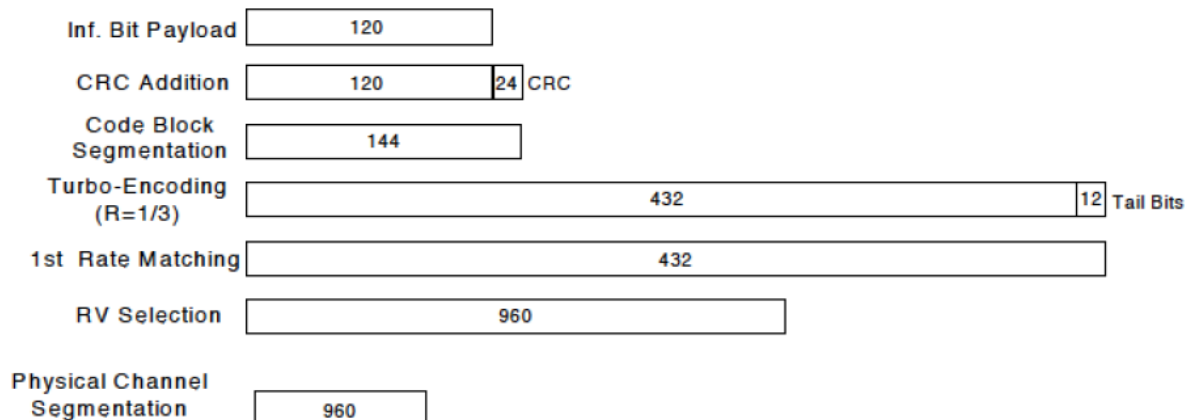 Inf. Bit Payload 120
CRC Addition 120 24 CRC
Code Block
Segmentation 144
Turbo-Encoding
(R=1/3) 432 12 Tail Bits
1st Rate Matching 432
RV Selection 960
Physical Channel
Segmentation 960